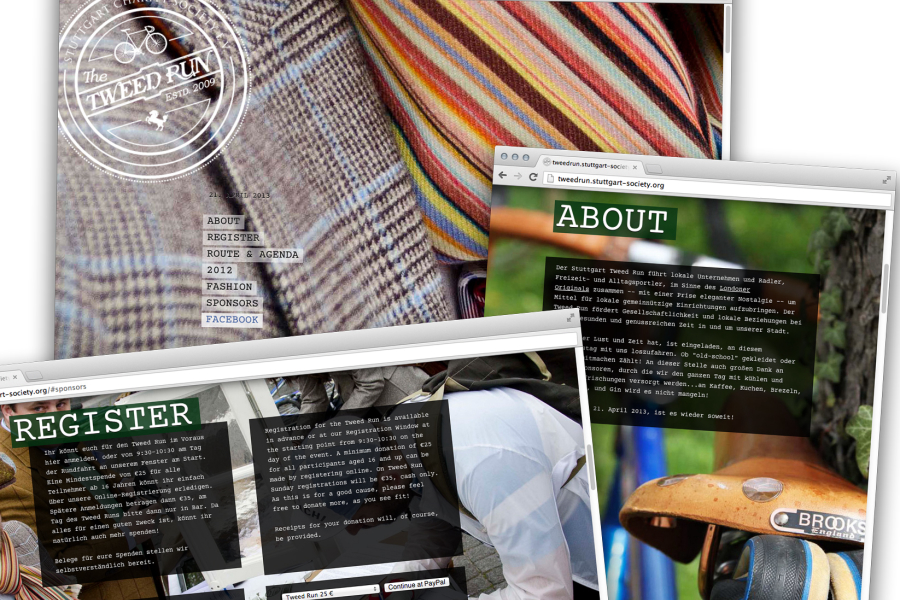 STUTTGART CHARITY SOCIETY
The
TWEED RUN
ESTD. 2009
21. APRIL 2013
ABOUT
REGISTER
ROUTE & AGENDA
2012
FASHION
SPONSORS
FACEBOOK
tweedrun.stuttgart-societ
tweedrun.stuttgart-society.org
ABOUT
Der Stuttgart Tweed Run führt lokale Unternehmen und Radler,
Freizeit- und Alltagsportler, im Sinne des Londoner
Originals zusammen -- mit einer Prise eleganter Nostalgie -- um
Mittel für lokale gemeinnützige Einrichtungen aufzubringen. Der
Tweed Run fördert Gesellschaftlichkeit und lokale Beziehungen bei
esunden und genussreichen Zeit in und um unserer Stadt.
er Lust und Zeit hat, ist eingeladen, an diesem
ntag mit uns loszufahren. Ob "old-school" gekleidet oder
itmachen zählt! An dieser Stelle auch großen Dank an
onsoren, durch die wir den ganzen Tag mit kühlen und
rischungen versorgt werden...an Kaffee, Kuchen, Brezeln,
und Gin wird es nicht mangeln!
21. April 2013, ist es wieder soweit!
BROOKS
England
rt-society.org/#sponsors
REGISTER
Ihr könnt euch für den Tweed Run im Voraus
hier anmelden, oder von 9:30-10:30 am Tag
der Rundfahrt an unserem Fenster am Start.
Eine Mindestspende von €25 für alle
Teilnehmer ab 16 Jahren könnt ihr einfach
über unsere Online-Registrierung erledigen.
Spätere Anmeldungen betragen dann €35, am
Tag des Tweed Runs bitte dann nur in Bar. Da
alles für einen guten Zweck ist, könnt ihr
natürlich auch mehr spenden!
Belege für eure Spenden stellen wir
selbstverständlich bereit.
Registration for the Tweed Run is available
in advance or at our Registration Window at
the starting point from 9:30-10:30 on the
day of the event. A minimum donation of €25
for all participants aged 16 and up can be
made by registering online. On Tweed Run
Sunday registrations will be €35, cash only.
As this is for a good cause, please feel
free to donate more, as you see fit!
Receipts for your donation will, of course,
be provided.
Tweed Run 25 €
Continue at PayPal